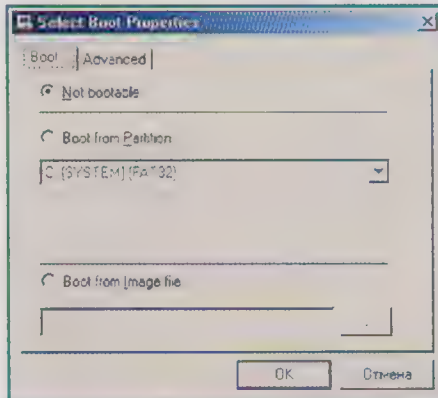 Select Boot Properties
Boot Advanced
Not bootable
Boot from Partition
C: [SYSTEM] [FAT32]
Boot from Image file
OK Отмена